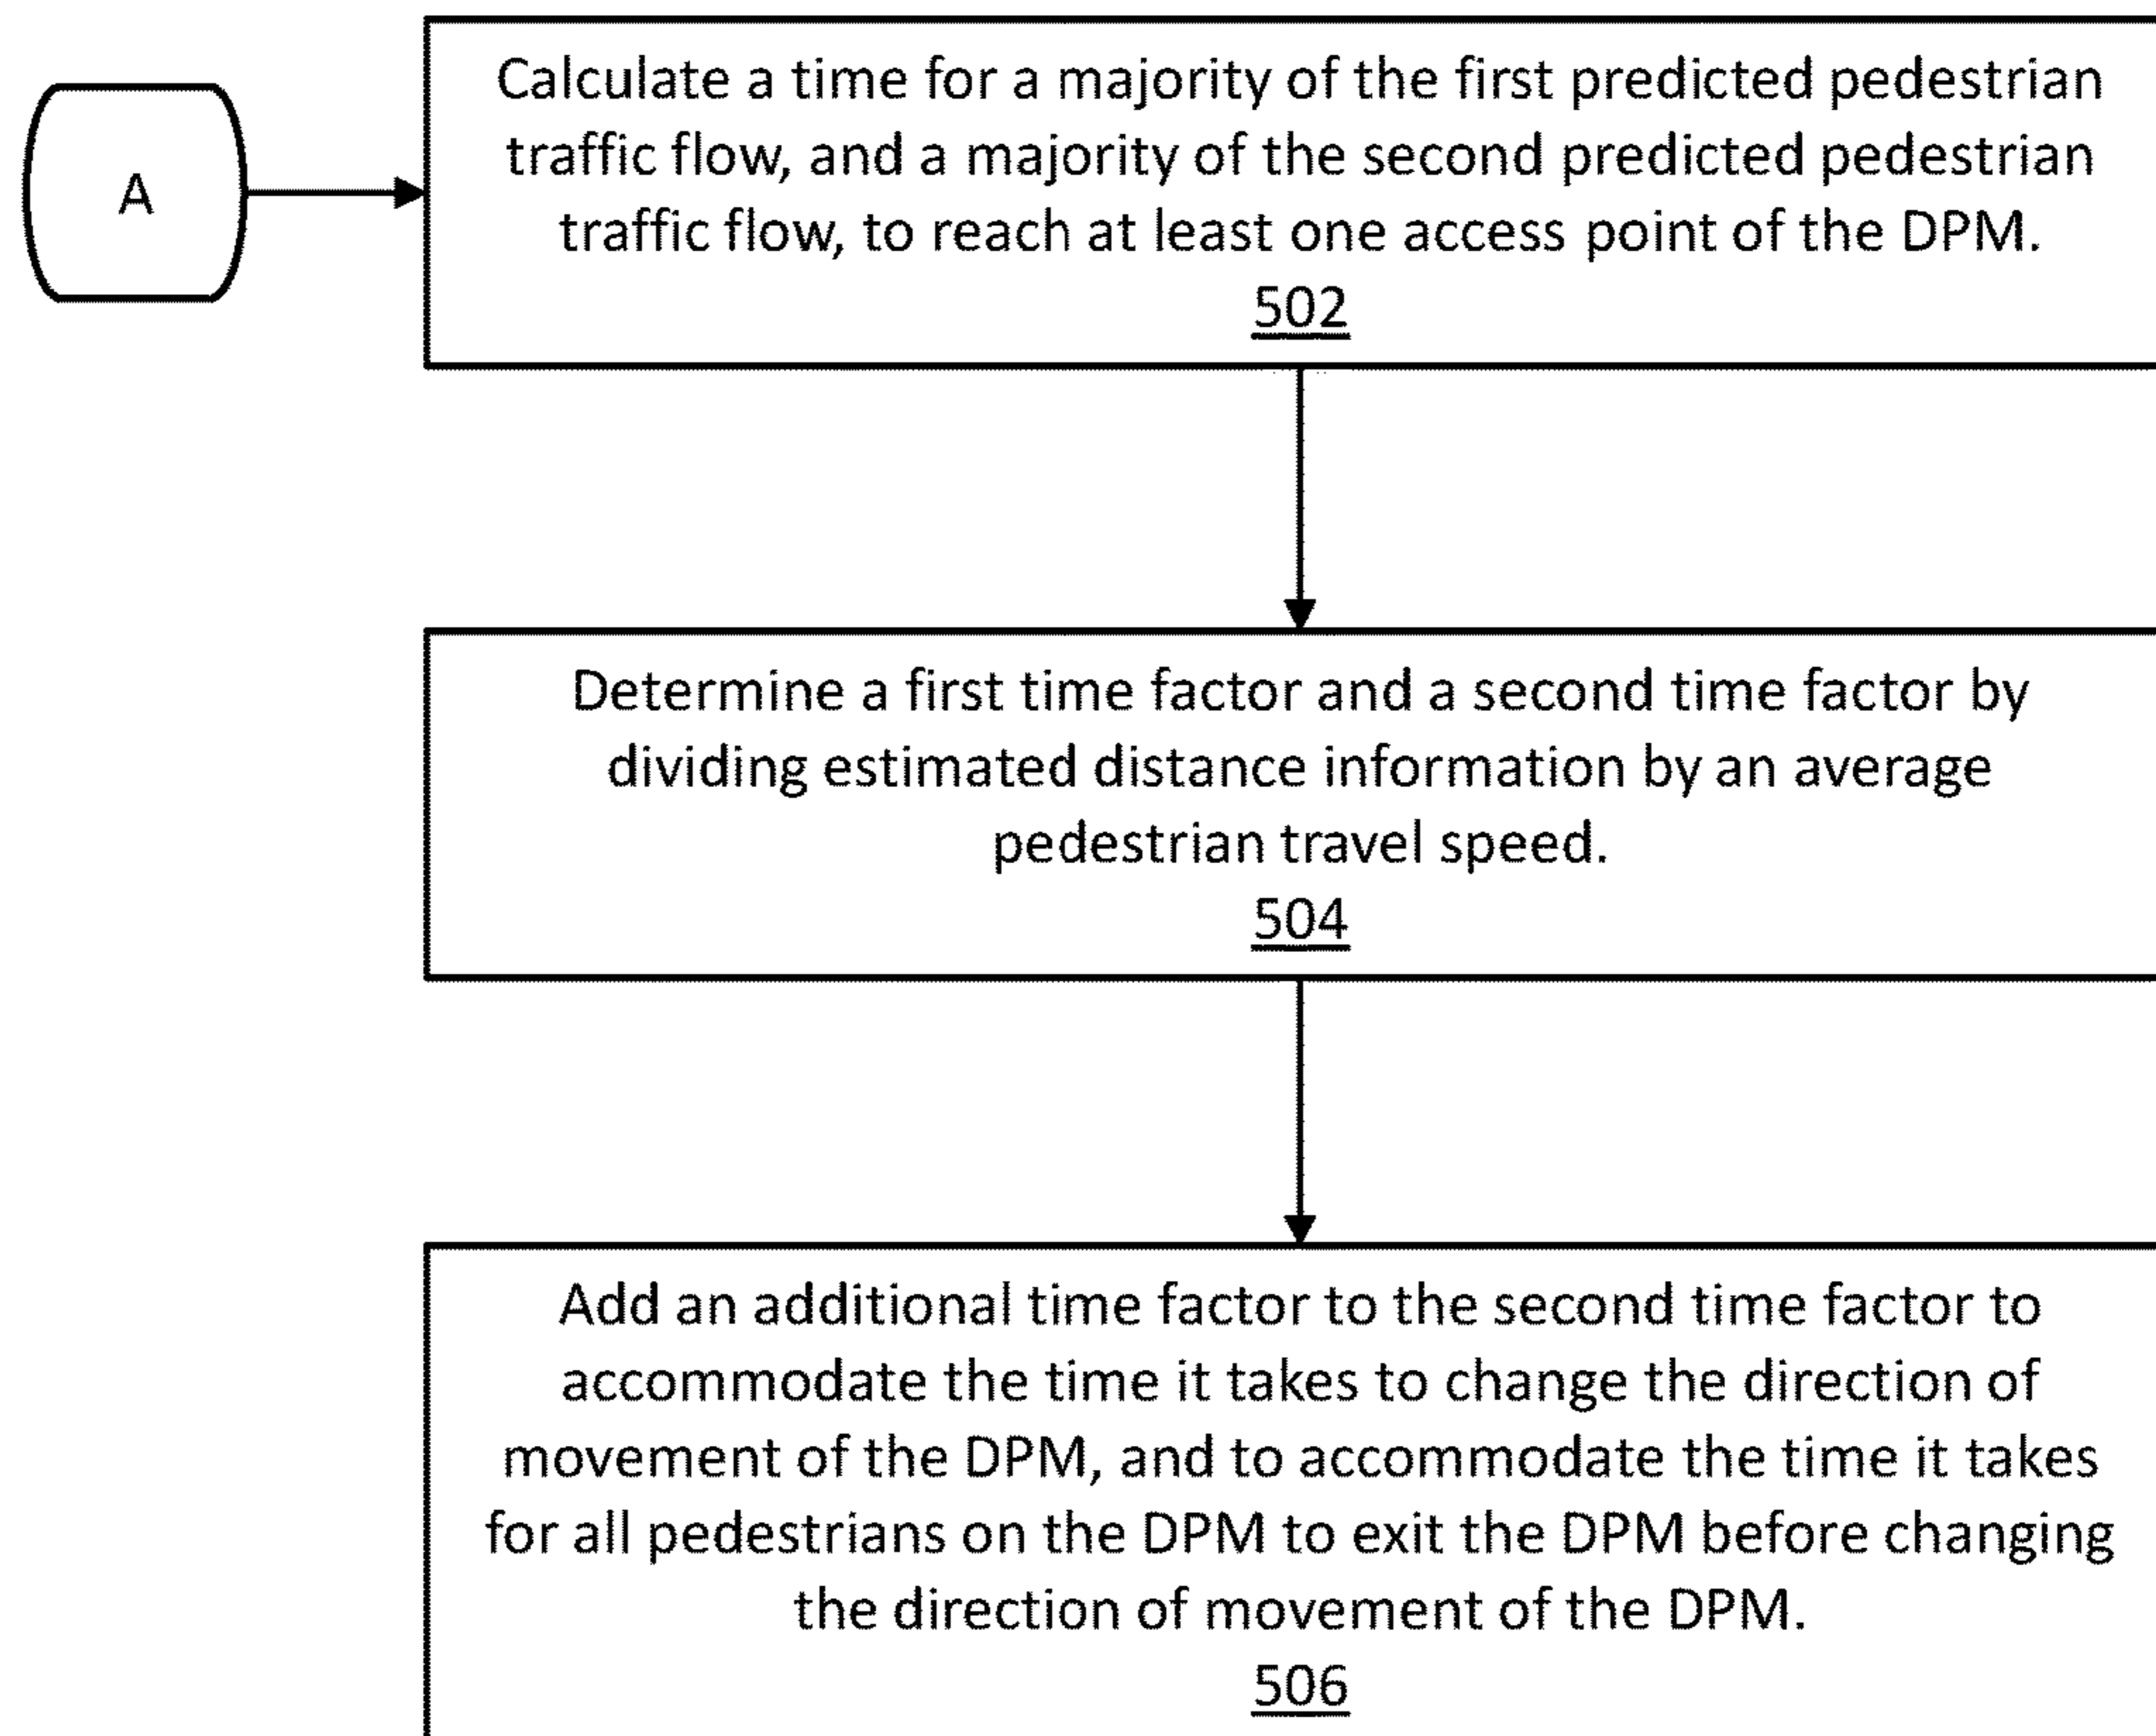 A
Calculate a time for a majority of the first predicted pedestrian
traffic flow, and a majority of the second predicted pedestrian
traffic flow, to reach at least one access point of the DPM.
502
Determine a first time factor and a second time factor by
dividing estimated distance information by an average
pedestrian travel speed.
504
Add an additional time factor to the second time factor to
accommodate the time it takes to change the direction of
movement of the DPM, and to accommodate the time it takes
for all pedestrians on the DPM to exit the DPM before changing
the direction of movement of the DPM.
506